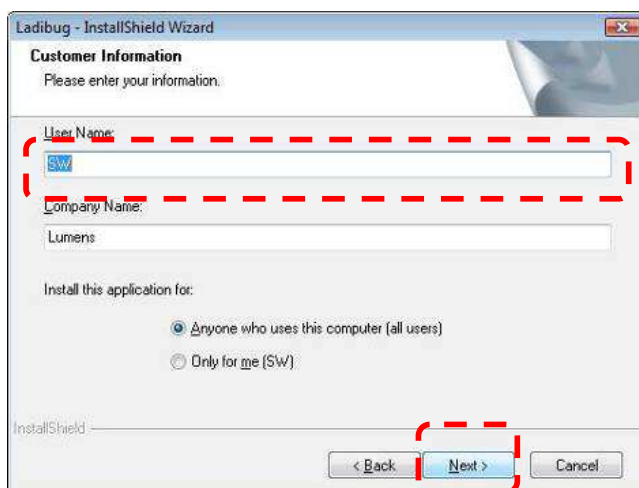 Ladibug - InstallShield Wizard
Customer Information
Please enter your information.
User Name:
SW
Company Name:
Lumens
Install this application for:
Anyone who uses this computer (all users)
Only for me (SW)
InstallShield
< Back Next > Cancel